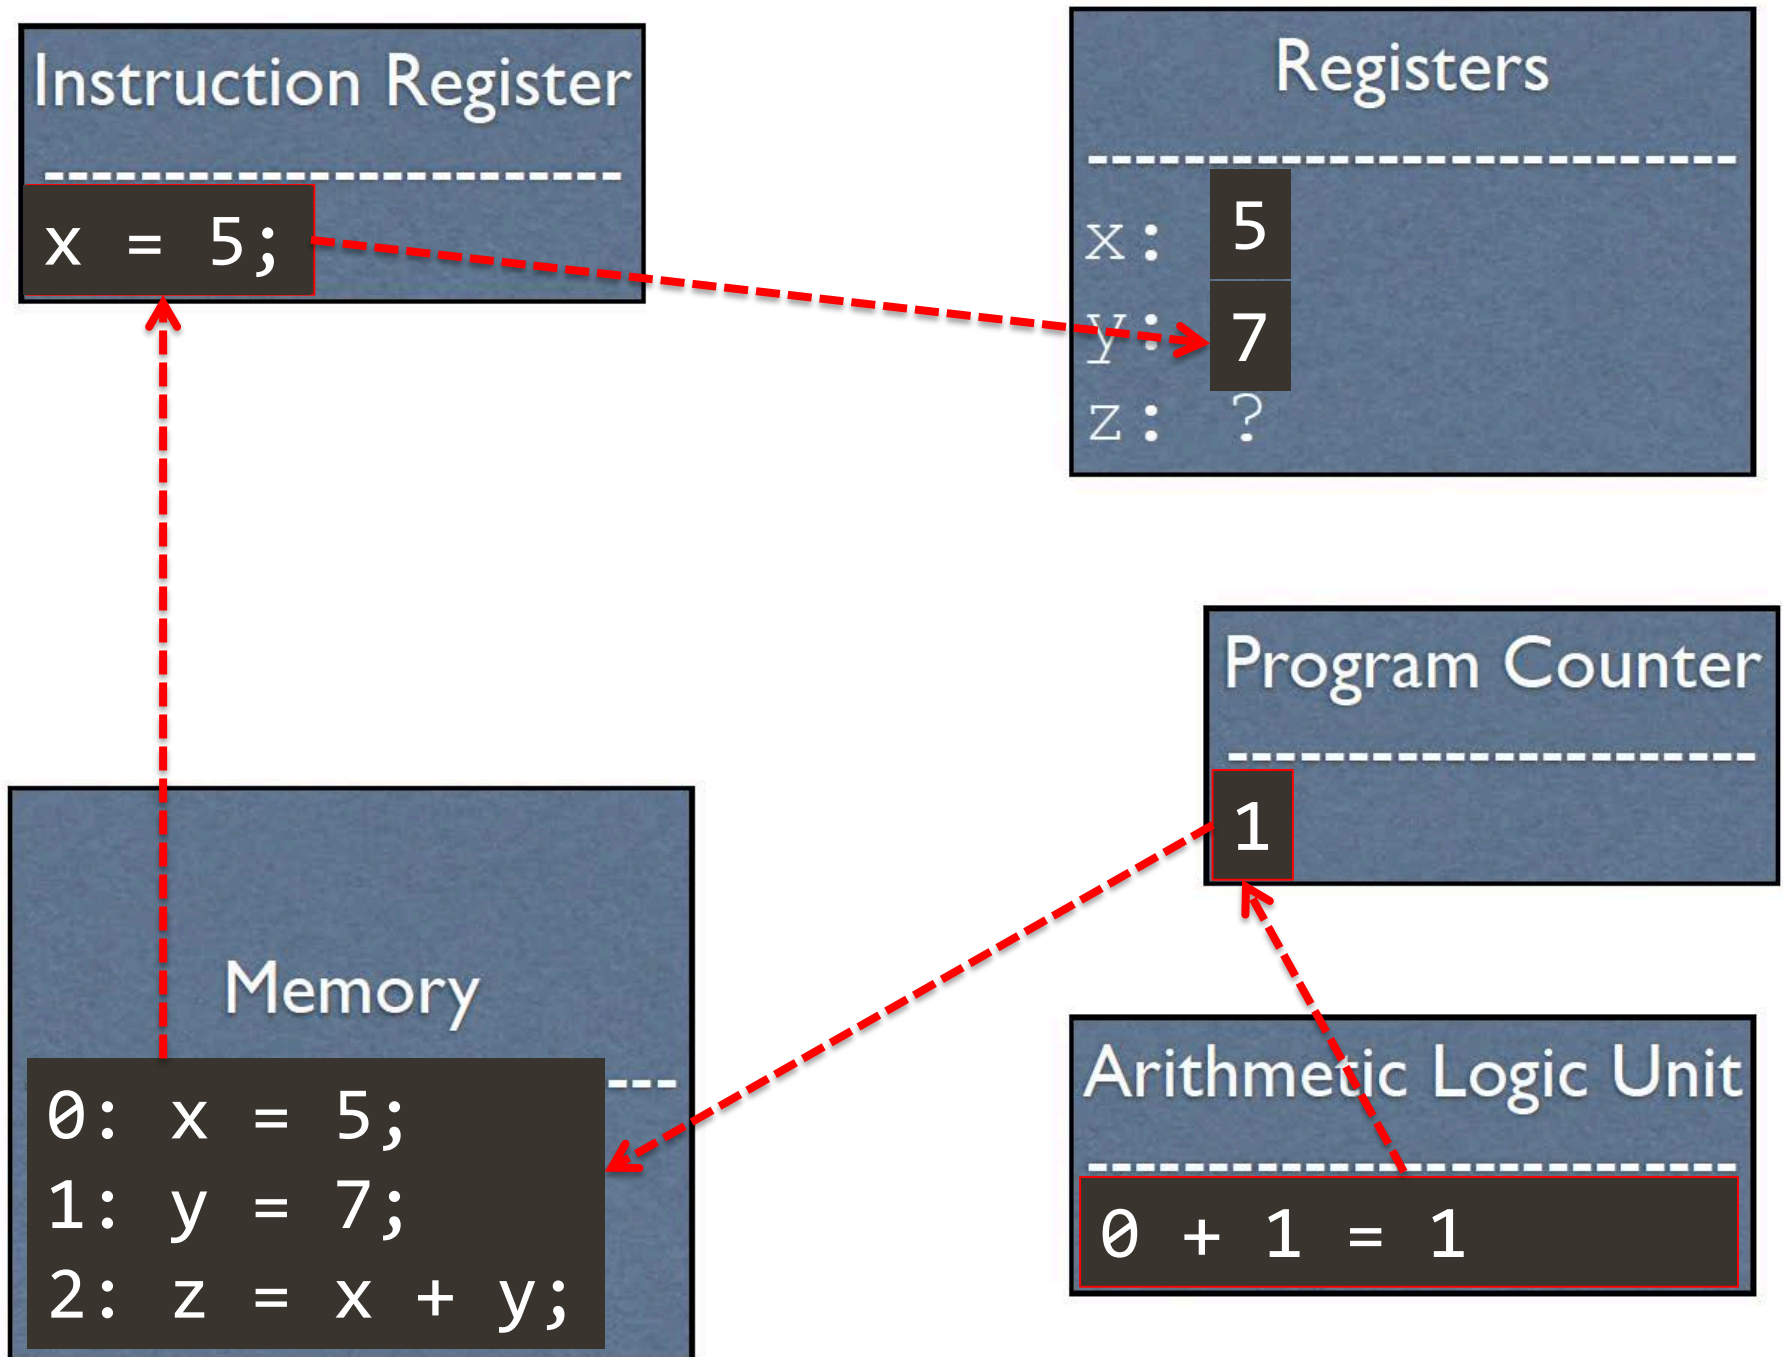 Instruction Register
-----------------------
x = 5;
Registers
---------------------------
x: 5
y: 7
z: ?
Program Counter
----------------------
1
Memory
---
0: x = 5;
1: y = 7;
2: z = x + y;
Arithmetic Logic Unit
---------------------------
0 + 1 = 1